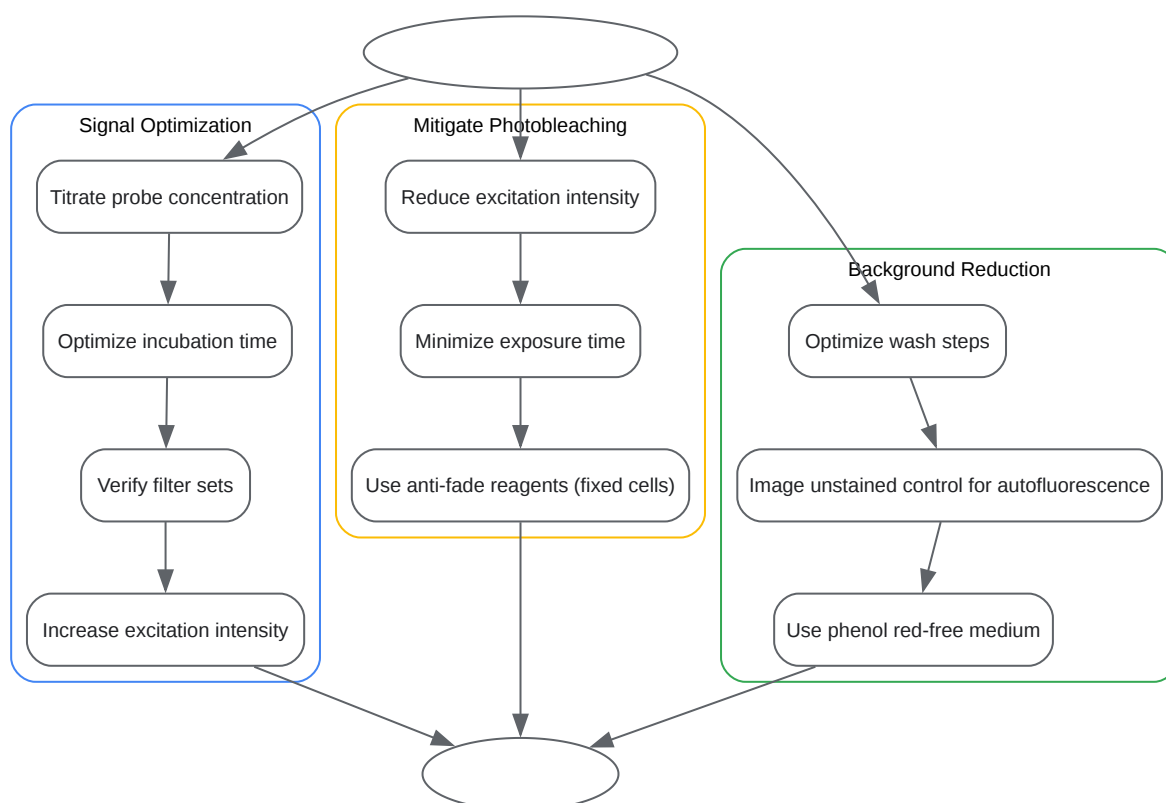 Signal Optimization
Titrate probe concentration
Optimize incubation time
Verify filter sets
Increase excitation intensity
Mitigate Photobleaching
Reduce excitation intensity
Minimize exposure time
Use anti-fade reagents (fixed cells)
Background Reduction
Optimize wash steps
Image unstained control for autofluorescence
Use phenol red-free medium